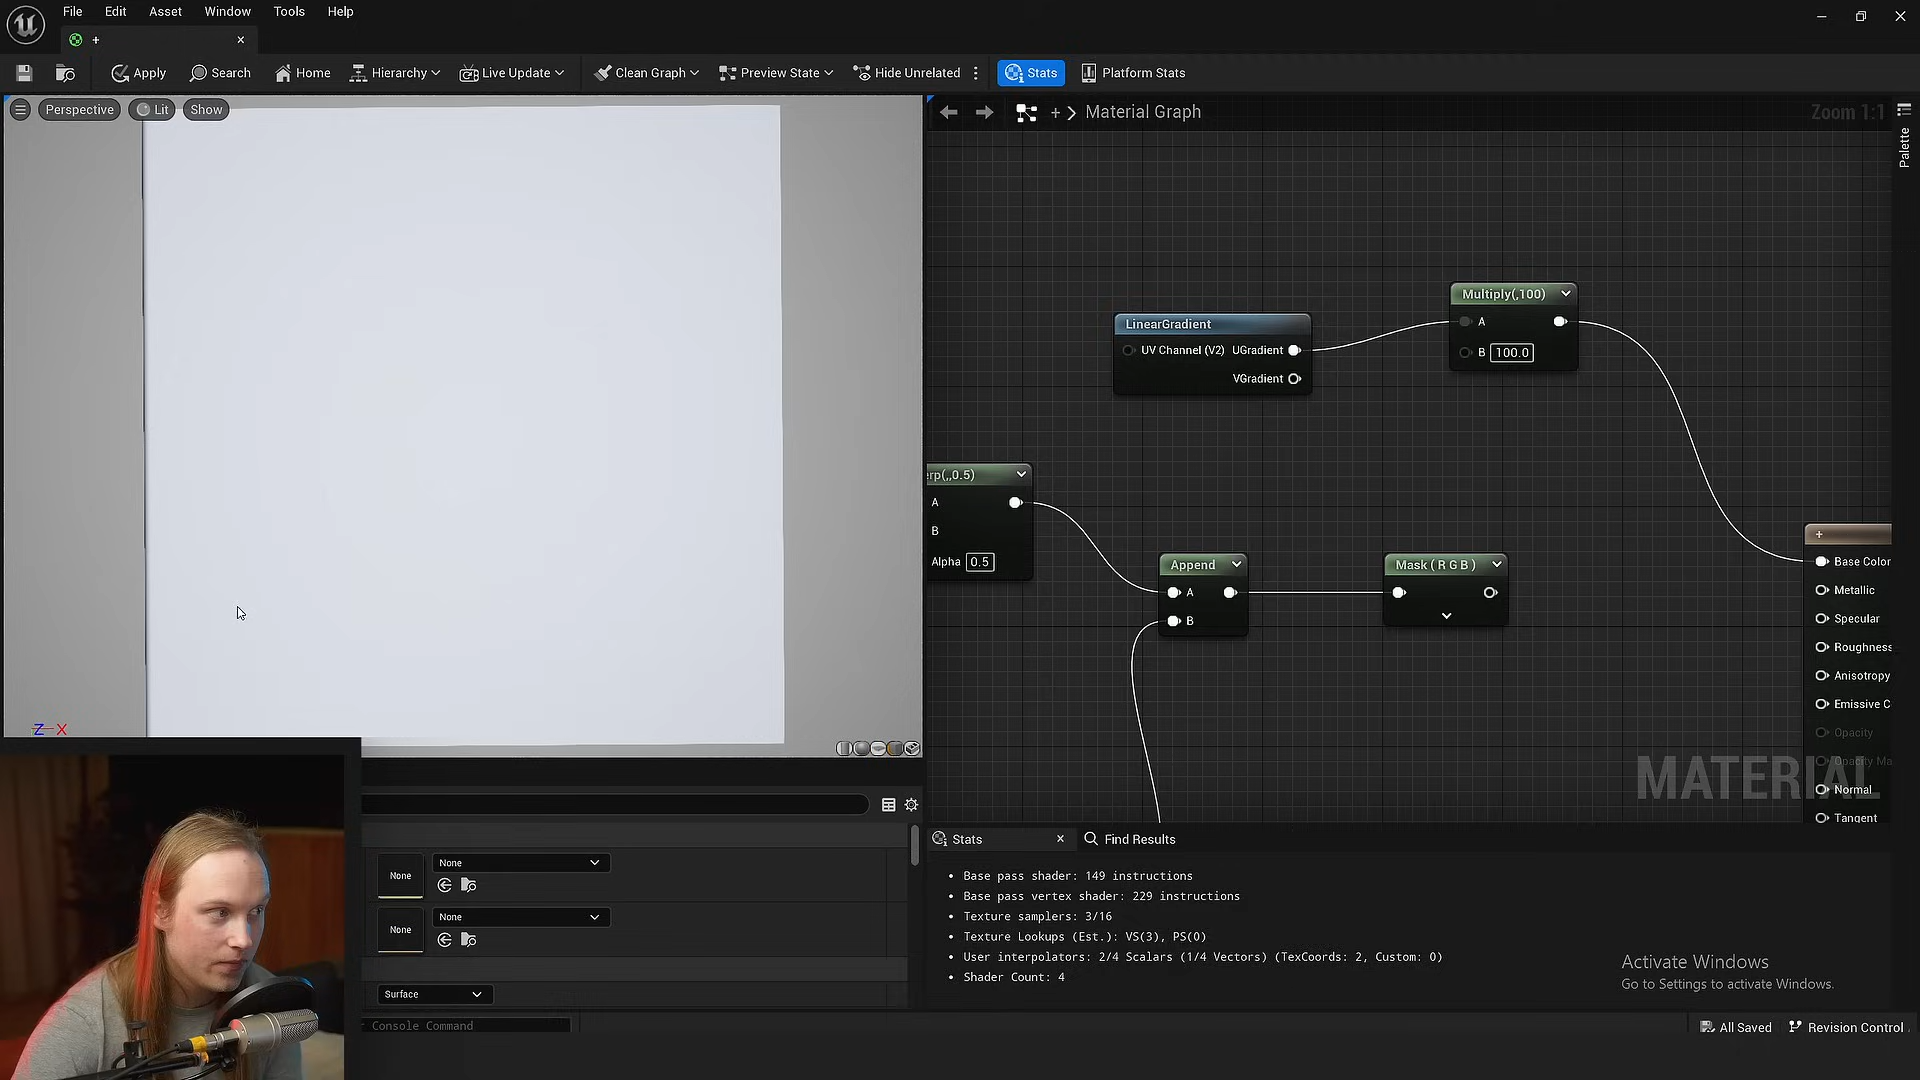 File Edit Asset Window Tools Help
+
Apply Search Home Hierarchy Live Update Clean Graph Preview State Hide Unrelated Stats Platform Stats
Perspective Lit Show
+ Material Graph
Zoom 1:1
Palette
Multiply(,100)
A
B 100.0
LinearGradient
UV Channel (V2) UGradient
VGradient
erp(,,0.5)
A
B
Alpha 0.5
Append
A
B
Mask ( R G B )
+
Base Color
Metallic
Specular
Roughness
Anisotropy
Emissive C
Opacity
Opacity Ma
Normal
Tangent
MATERIAL
Z X
None None
None None
Surface
Console Command
Stats Find Results
• Base pass shader: 149 instructions
• Base pass vertex shader: 229 instructions
• Texture samplers: 3/16
• Texture Lookups (Est.): VS(3), PS(0)
• User interpolators: 2/4 Scalars (1/4 Vectors) (TexCoords: 2, Custom: 0)
• Shader Count: 4
Activate Windows
Go to Settings to activate Windows.
All Saved Revision Control